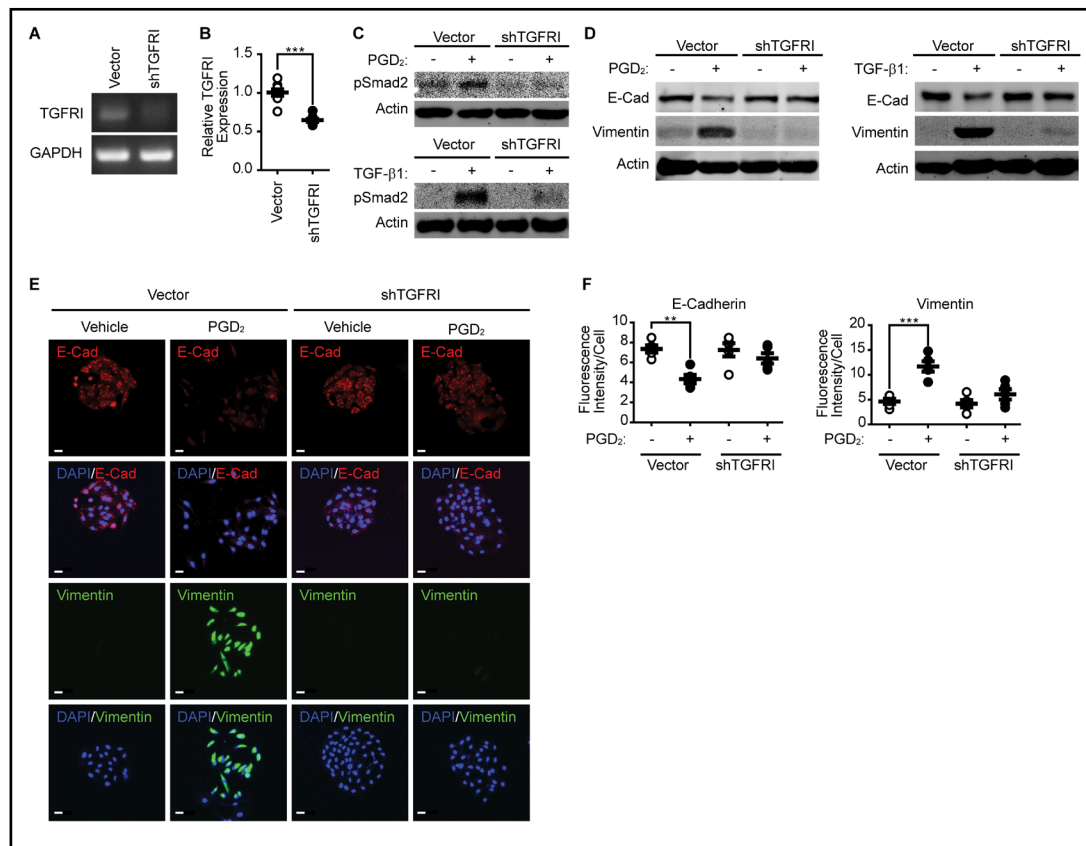 A
Vector
shTGFRI
TGFRI
GAPDH
B
Relative TGFRI
Expression
1.5
***
1.0
0.5
0.0
Vector
shTGFRI
C
Vector shTGFRI
PGD₂: - + - +
pSmad2
Actin
Vector shTGFRI
TGF-β1: - + - +
pSmad2
Actin
D
Vector shTGFRI
PGD₂: - + - +
E-Cad
Vimentin
Actin
Vector shTGFRI
TGF-β1: - + - +
E-Cad
Vimentin
Actin
E
Vector shTGFRI
Vehicle PGD₂ Vehicle PGD₂
E-Cad E-Cad E-Cad E-Cad
DAPI/E-Cad DAPI/E-Cad DAPI/E-Cad DAPI/E-Cad
Vimentin Vimentin Vimentin Vimentin
DAPI/Vimentin DAPI/Vimentin DAPI/Vimentin DAPI/Vimentin
F
E-Cadherin
Fluorescence
Intensity/Cell
10
8
6
4
2
0
**
PGD₂: - + - +
Vector shTGFRI
Vimentin
Fluorescence
Intensity/Cell
20
15
10
5
0
***
PGD₂: - + - +
Vector shTGFRI